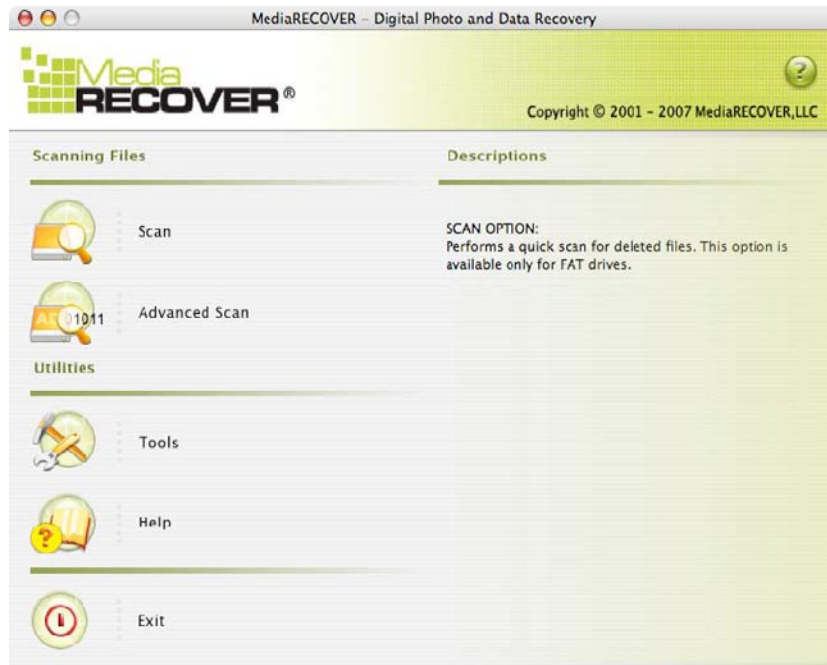 MediaRECOVER - Digital Photo and Data Recovery
Media
RECOVER®
?
Copyright © 2001 - 2007 MediaRECOVER,LLC
Scanning Files
Descriptions
Scan
SCAN OPTION:
Performs a quick scan for deleted files. This option is
available only for FAT drives.
1011
Advanced Scan
Utilities
Tools
?
Help
Exit